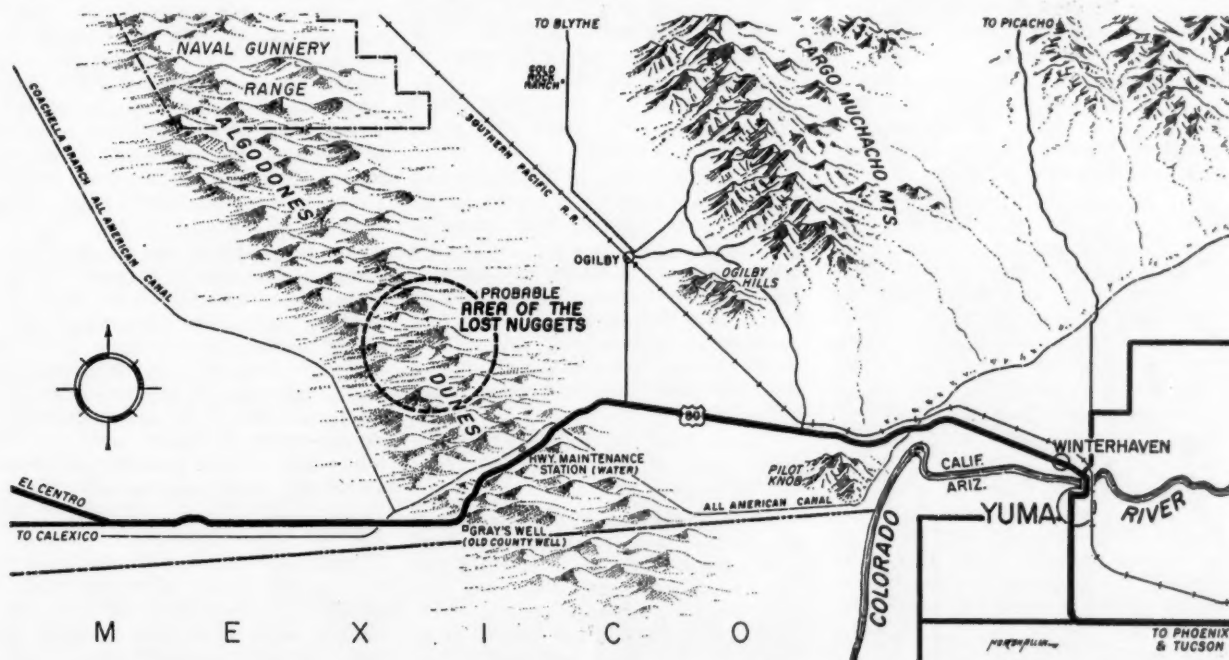 NAVAL GUNNERY
RANGE
TO BLYTHE
GOLD
ROCK
RANCH
CARGO MUCHACHO MTS.
TO PICACHO
COACHELLA BRANCH ALL AMERICAN CANAL
ALGODONES
SOUTHERN PACIFIC R.R.
OGILBY
OGILBY
HILLS
PROBABLE
AREA OF THE
LOST NUGGETS
DUNES
80
HWY. MAINTENANCE
STATION (WATER)
PILOT
KNOB
CALIF.
ARIZ.
WINTERHAVEN
EL CENTRO
ALL AMERICAN CANAL
YUMA
RIVER
TO CALEXICO
GRAY'S WELL
(OLD COUNTY WELL)
COLORADO
MEXICO
TO PHOENIX
& TUCSON